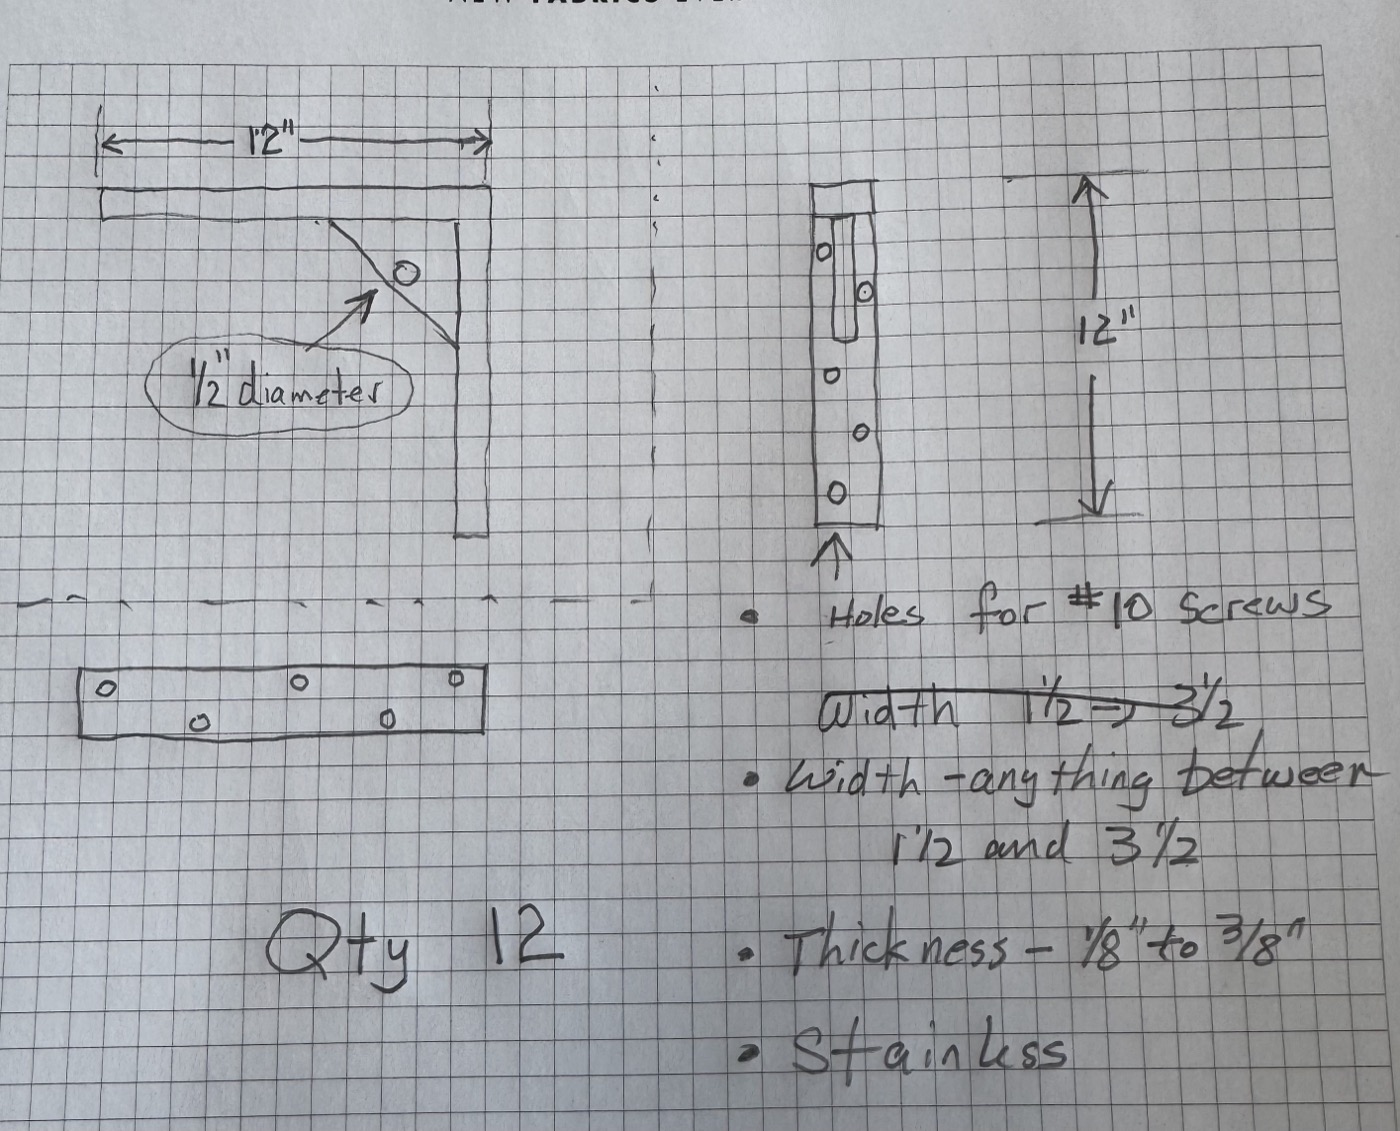 12"
1/2" diameter
12"
Holes for #10 screws
Width 1 1/2 → 3 1/2
• Width - anything between
1 1/2 and 3 1/2
Qty 12
• Thickness - 1/8" to 3/8"
• Stainless